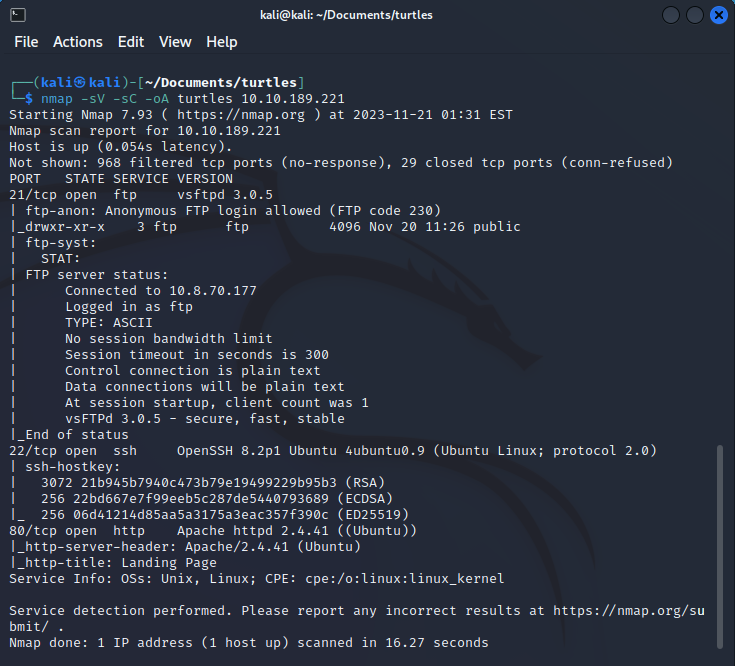 kali@kali: ~/Documents/turtles
File Actions Edit View Help
┌──(kali㉿kali)-[~/Documents/turtles]
└─$ nmap -sV -sC -oA turtles 10.10.189.221
Starting Nmap 7.93 ( https://nmap.org ) at 2023-11-21 01:31 EST
Nmap scan report for 10.10.189.221
Host is up (0.054s latency).
Not shown: 968 filtered tcp ports (no-response), 29 closed tcp ports (conn-refused)
PORT   STATE SERVICE VERSION
21/tcp open  ftp     vsftpd 3.0.5
| ftp-anon: Anonymous FTP login allowed (FTP code 230)
|_drwxr-xr-x    3 ftp      ftp          4096 Nov 20 11:26 public
| ftp-syst:
|   STAT:
| FTP server status:
|      Connected to 10.8.70.177
|      Logged in as ftp
|      TYPE: ASCII
|      No session bandwidth limit
|      Session timeout in seconds is 300
|      Control connection is plain text
|      Data connections will be plain text
|      At session startup, client count was 1
|      vsFTPd 3.0.5 - secure, fast, stable
|_End of status
22/tcp open  ssh     OpenSSH 8.2p1 Ubuntu 4ubuntu0.9 (Ubuntu Linux; protocol 2.0)
| ssh-hostkey:
|   3072 21b945b7940c473b79e19499229b95b3 (RSA)
|   256 22bd667e7f99eeb5c287de5440793689 (ECDSA)
|_  256 06d41214d85aa5a3175a3eac357f390c (ED25519)
80/tcp open  http    Apache httpd 2.4.41 ((Ubuntu))
|_http-server-header: Apache/2.4.41 (Ubuntu)
|_http-title: Landing Page
Service Info: OSs: Unix, Linux; CPE: cpe:/o:linux:linux_kernel
Service detection performed. Please report any incorrect results at https://nmap.org/su
bmit/ .
Nmap done: 1 IP address (1 host up) scanned in 16.27 seconds